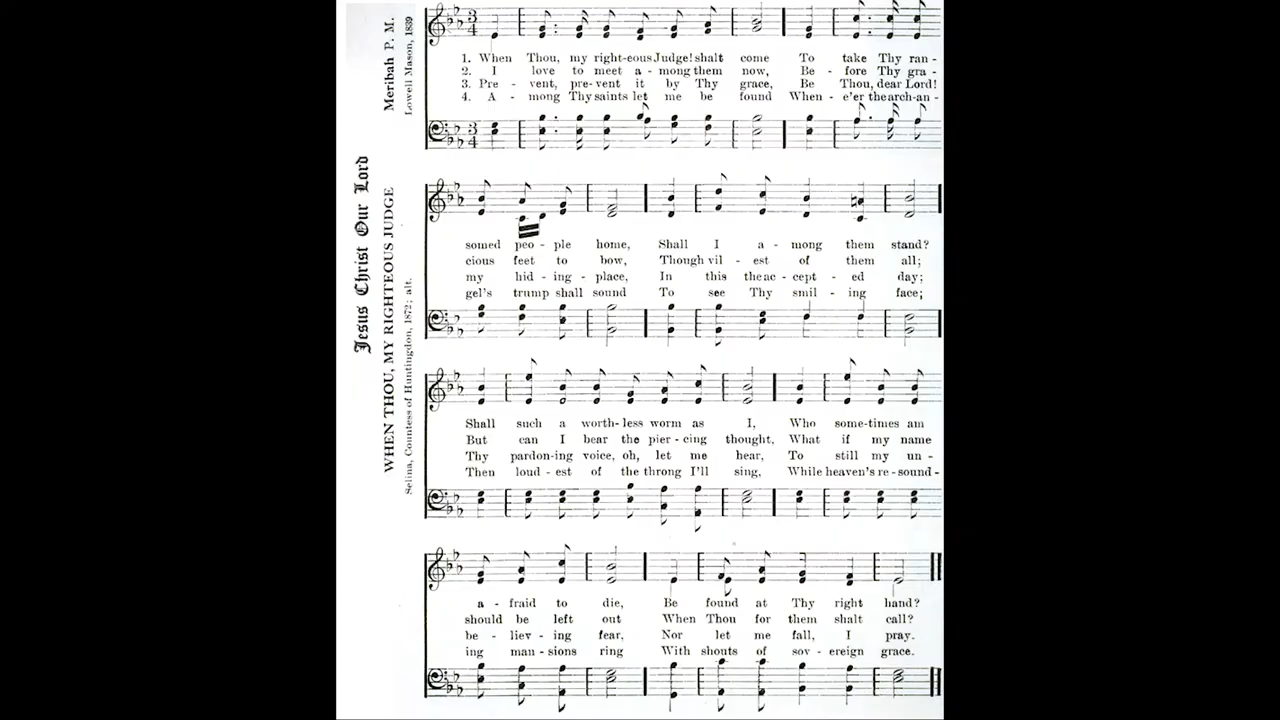 Jesus Christ Our Lord
WHEN THOU, MY RIGHTEOUS JUDGE
Selina, Countess of Huntingdon, 1872; alt.
Meribah P. M.
Lowell Mason, 1839
3 4
1. When Thou, my right-eous Judge! shalt come To take Thy ran-
2. I love to meet a-mong them now, Be-fore Thy gra-
3. Pre-vent, pre-vent it by Thy grace, Be Thou, dear Lord!
4. A-mong Thy saints let me be found When-e'er the arch-an-
3 4
somed peo-ple home, Shall I a-mong them stand?
cious feet to bow, Though vil-est of them all;
my hid-ing-place, In this the ac-cept-ed day;
gel's trump shall sound To see Thy smil-ing face;
Shall such a worth-less worm as I, Who some-times am
But can I bear the pier-cing thought, What if my name
Thy pardon-ing voice, oh, let me hear, To still my un-
Then loud-est of the throng I'll sing, While heaven's re-sound-
a-fraid to die, Be found at Thy right hand?
should be left out When Thou for them shalt call?
be-liev-ing fear, Nor let me fall, I pray.
ing man-sions ring With shouts of sov-ereign grace.